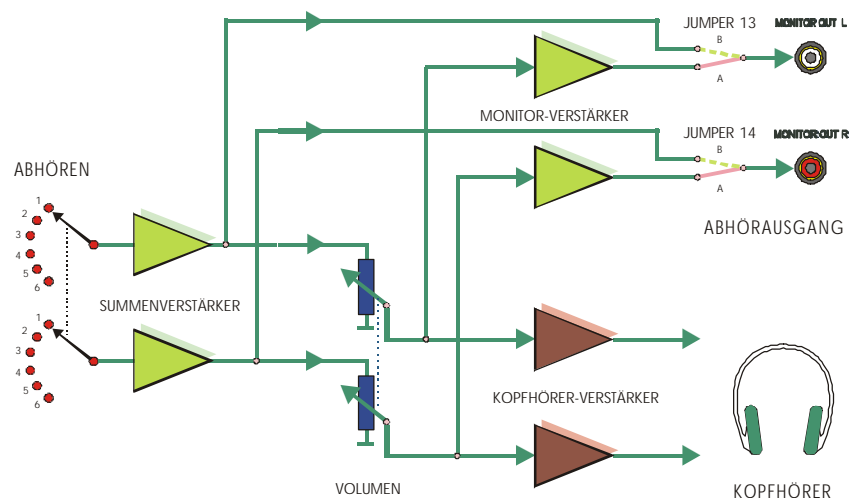 JUMPER 13 MONITOR OUT L
B
A
MONITOR-VERSTÄRKER
JUMPER 14 MONITOR OUT R
B
A
ABHÖRAUSGANG
ABHÖREN
1
2
3
4
5
6
SUMMENVERSTÄRKER
1
2
3
4
5
6
KOPFHÖRER-VERSTÄRKER
VOLUMEN
KOPFHÖRER